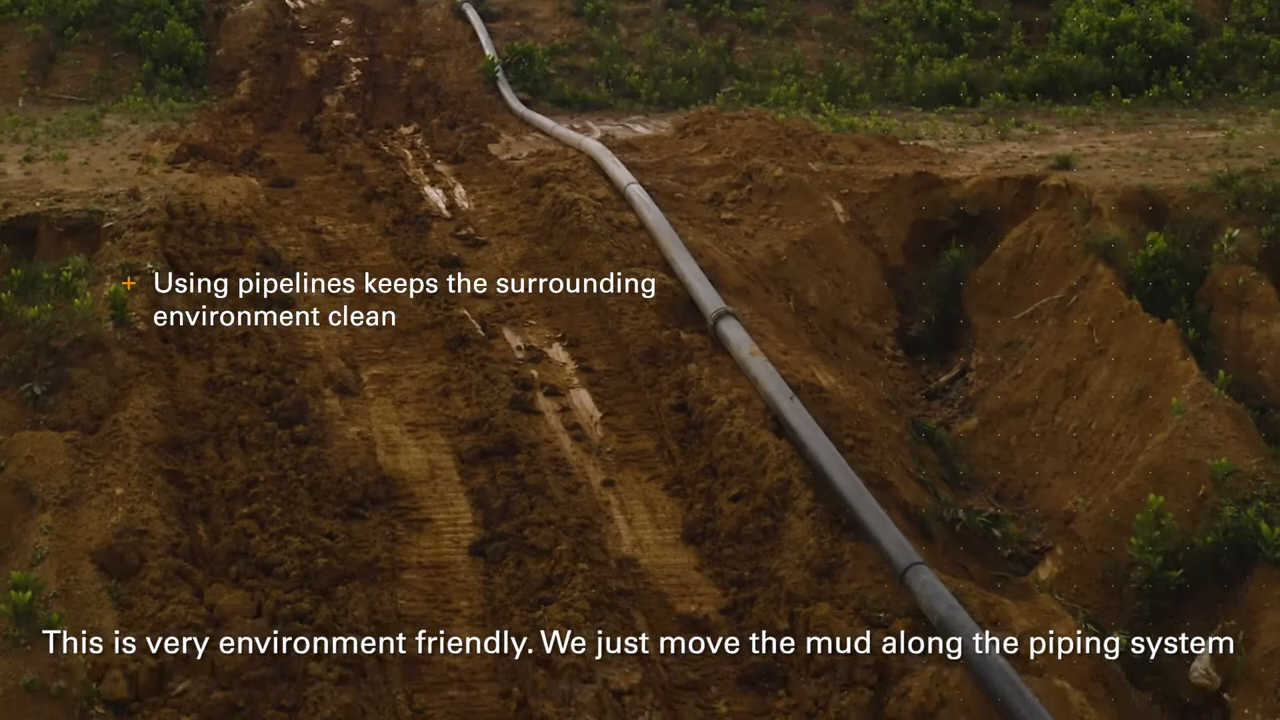 + Using pipelines keeps the surrounding
environment clean
This is very environment friendly. We just move the mud along the piping system